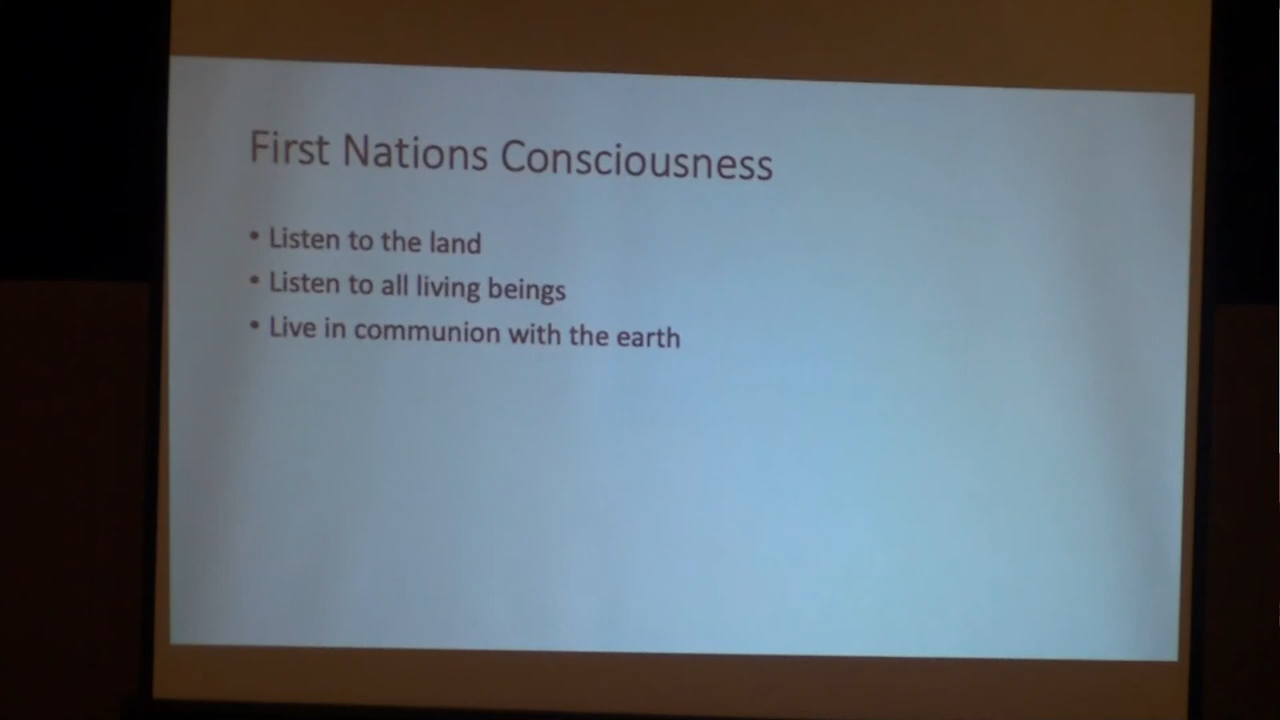 First Nations Consciousness
• Listen to the land
• Listen to all living beings
• Live in communion with the earth